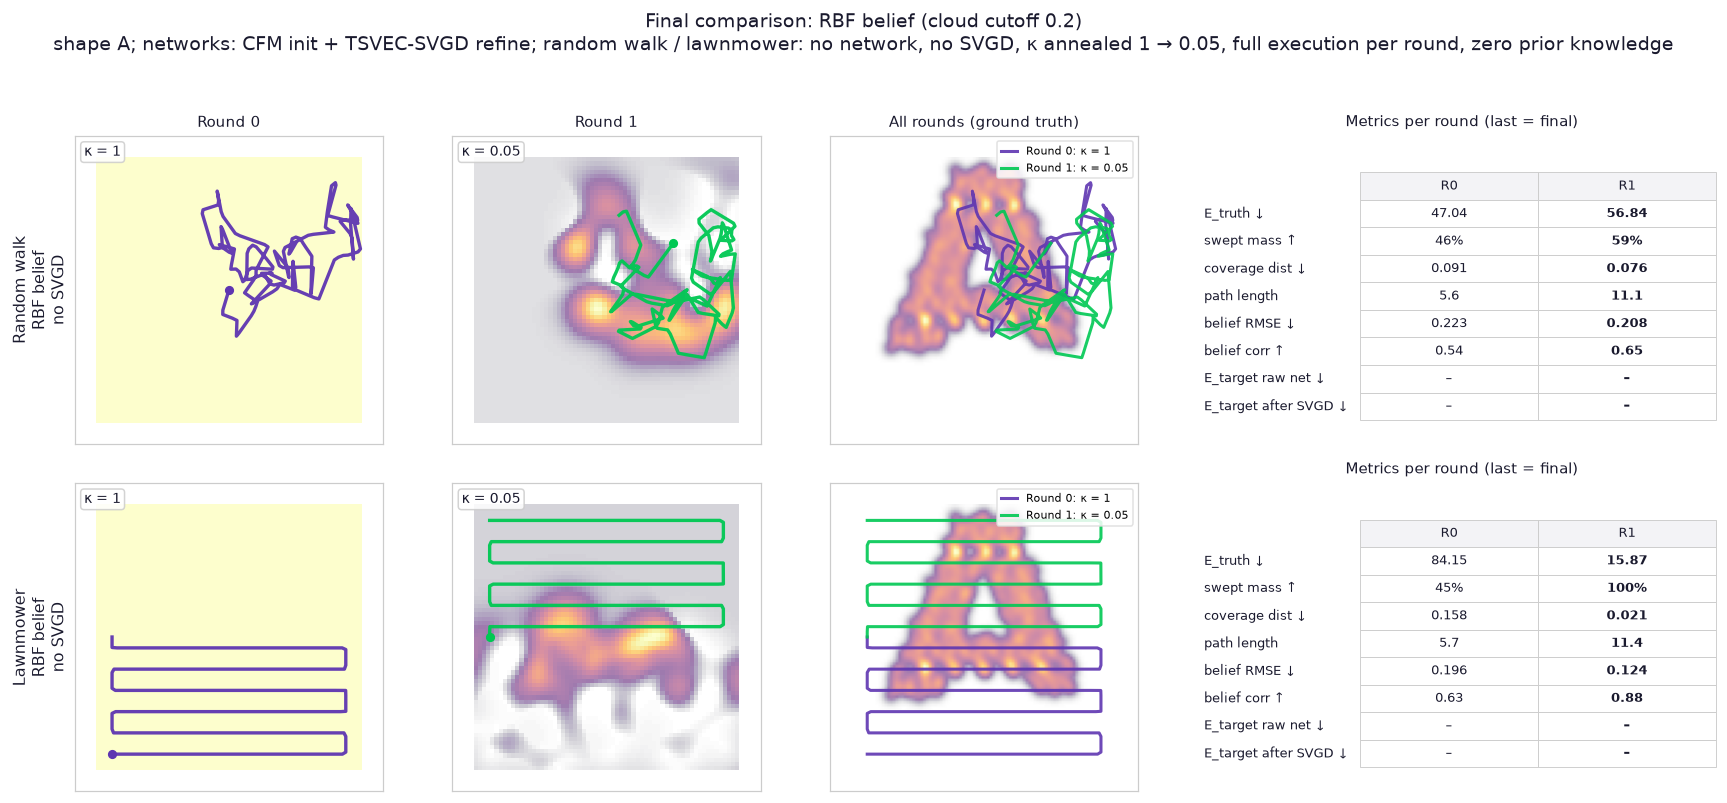 Final comparison: RBF belief (cloud cutoff 0.2)
shape A; networks: CFM init + TSVEC-SVGD refine; random walk / lawnmower: no network, no SVGD, κ annealed 1 → 0.05, full execution per round, zero prior knowledge
Round 0
Round 1
All rounds (ground truth)
Metrics per round (last = final)
Random walk
RBF belief
no SVGD
κ = 1
κ = 0.05
Round 0: κ = 1
Round 1: κ = 0.05
R0 R1
E_truth ↓ 47.04 56.84
swept mass ↑ 46% 59%
coverage dist ↓ 0.091 0.076
path length 5.6 11.1
belief RMSE ↓ 0.223 0.208
belief corr ↑ 0.54 0.65
E_target raw net ↓ – –
E_target after SVGD ↓ – –
Metrics per round (last = final)
Lawnmower
RBF belief
no SVGD
κ = 1
κ = 0.05
Round 0: κ = 1
Round 1: κ = 0.05
R0 R1
E_truth ↓ 84.15 15.87
swept mass ↑ 45% 100%
coverage dist ↓ 0.158 0.021
path length 5.7 11.4
belief RMSE ↓ 0.196 0.124
belief corr ↑ 0.63 0.88
E_target raw net ↓ – –
E_target after SVGD ↓ – –